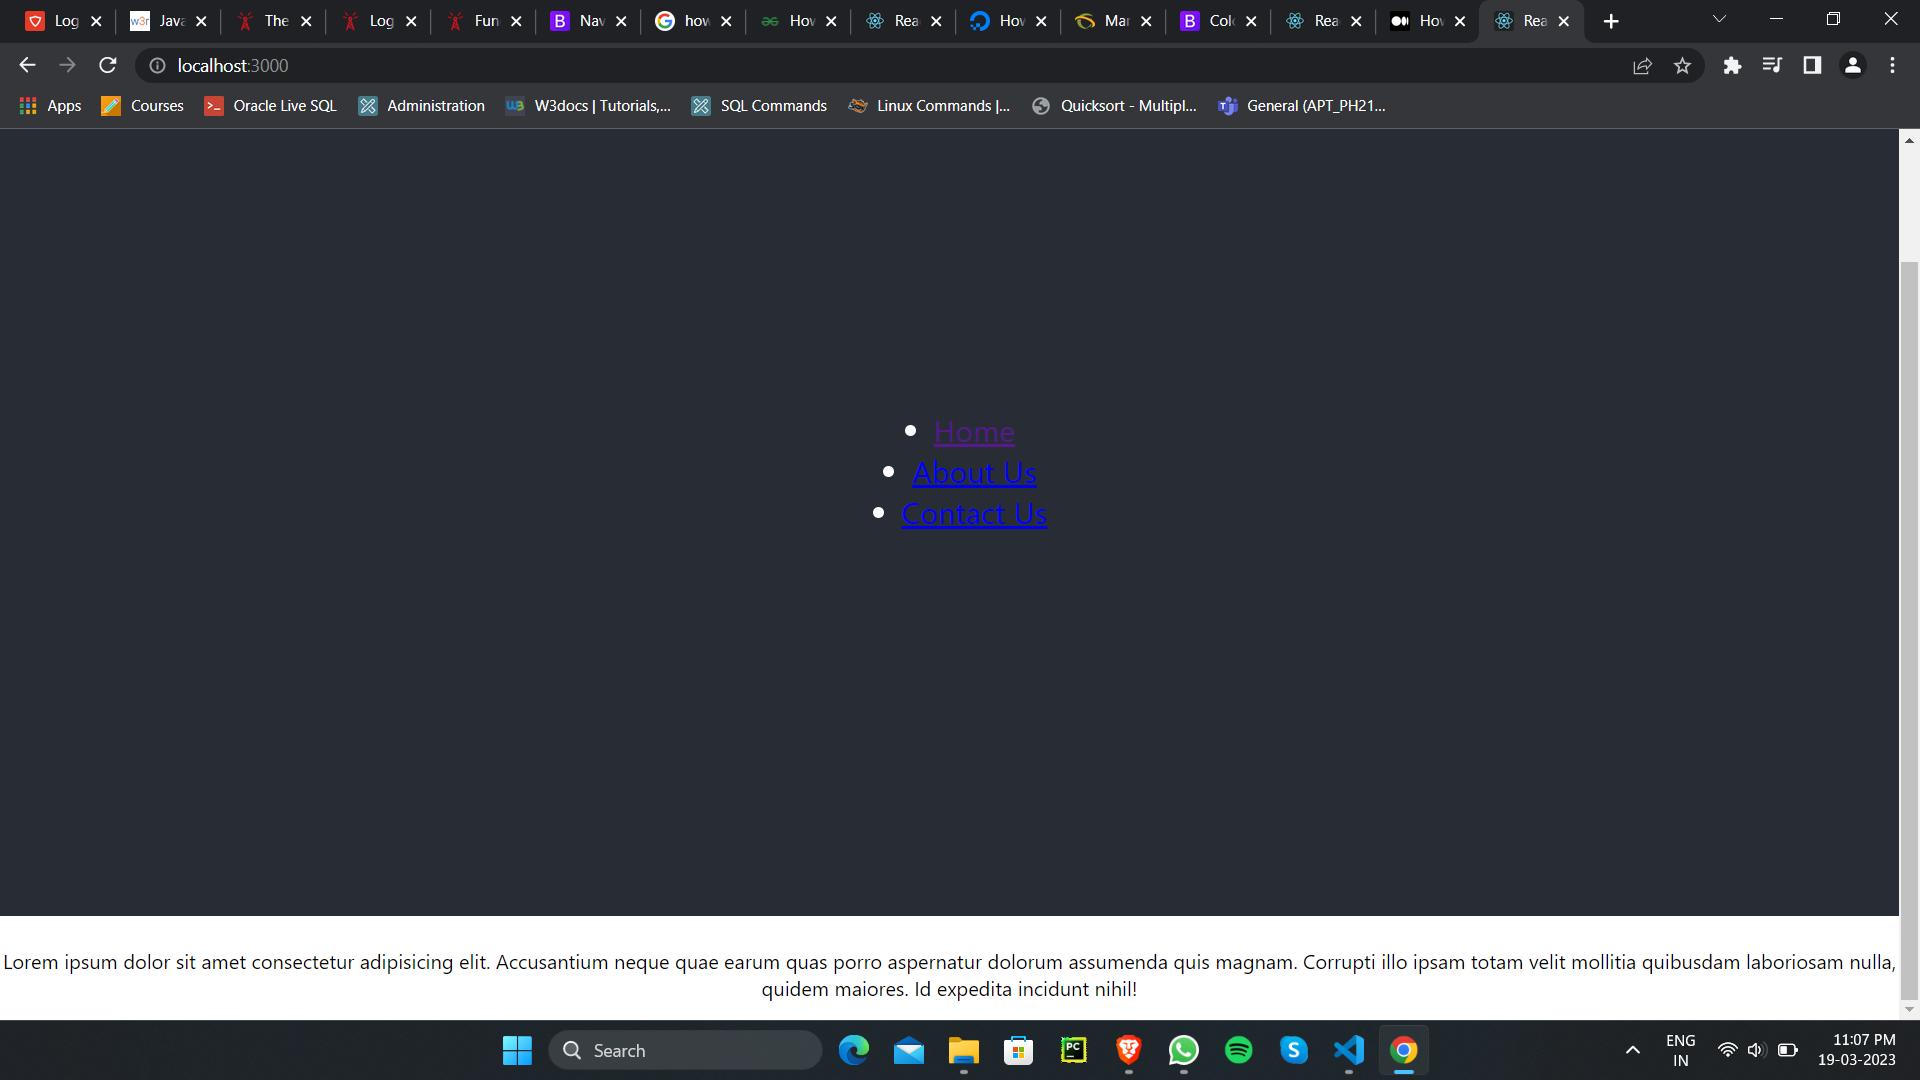 Log
Java
The
Log
Fun
Nav
how
How
Rea
How
Mar
Colo
Rea
How
Rea
localhost:3000
Apps
Courses
Oracle Live SQL
Administration
W3docs | Tutorials,...
SQL Commands
Linux Commands |...
Quicksort - Multipl...
General (APT_PH21...
Home
About Us
Contact Us
Lorem ipsum dolor sit amet consectetur adipisicing elit. Accusantium neque quae earum quas porro aspernatur dolorum assumenda quis magnam. Corrupti illo ipsam totam velit mollitia quibusdam laboriosam nulla,
quidem maiores. Id expedita incidunt nihil!
Search
ENG
IN
11:07 PM
19-03-2023